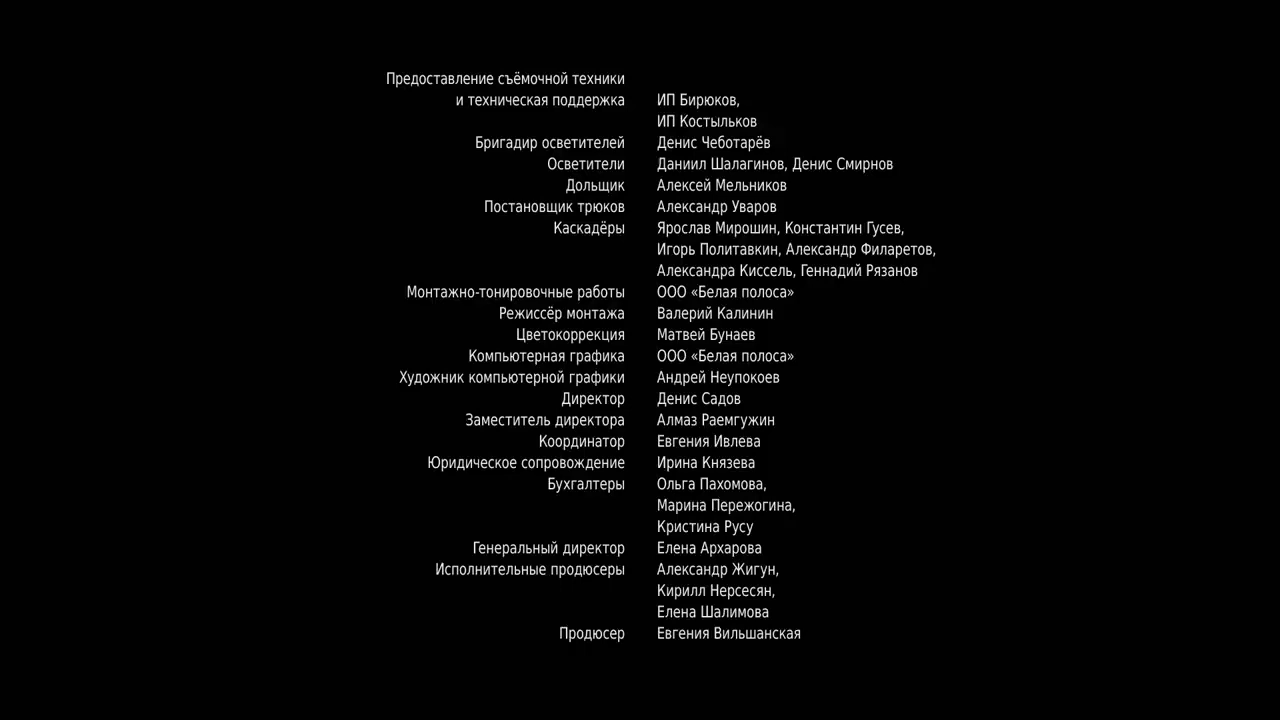 Предоставление съёмочной техники
и техническая поддержка ИП Бирюков,
ИП Костыльков
Бригадир осветителей Денис Чеботарёв
Осветители Даниил Шалагинов, Денис Смирнов
Дольщик Алексей Мельников
Постановщик трюков Александр Уваров
Каскадёры Ярослав Мирошин, Константин Гусев,
Игорь Политавкин, Александр Филаретов,
Александра Киссель, Геннадий Рязанов
Монтажно-тонировочные работы ООО «Белая полоса»
Режиссёр монтажа Валерий Калинин
Цветокоррекция Матвей Бунаев
Компьютерная графика ООО «Белая полоса»
Художник компьютерной графики Андрей Неупокоев
Директор Денис Садов
Заместитель директора Алмаз Раемгужин
Координатор Евгения Ивлева
Юридическое сопровождение Ирина Князева
Бухгалтеры Ольга Пахомова,
Марина Пережогина,
Кристина Русу
Генеральный директор Елена Архарова
Исполнительные продюсеры Александр Жигун,
Кирилл Нерсесян,
Елена Шалимова
Продюсер Евгения Вильшанская